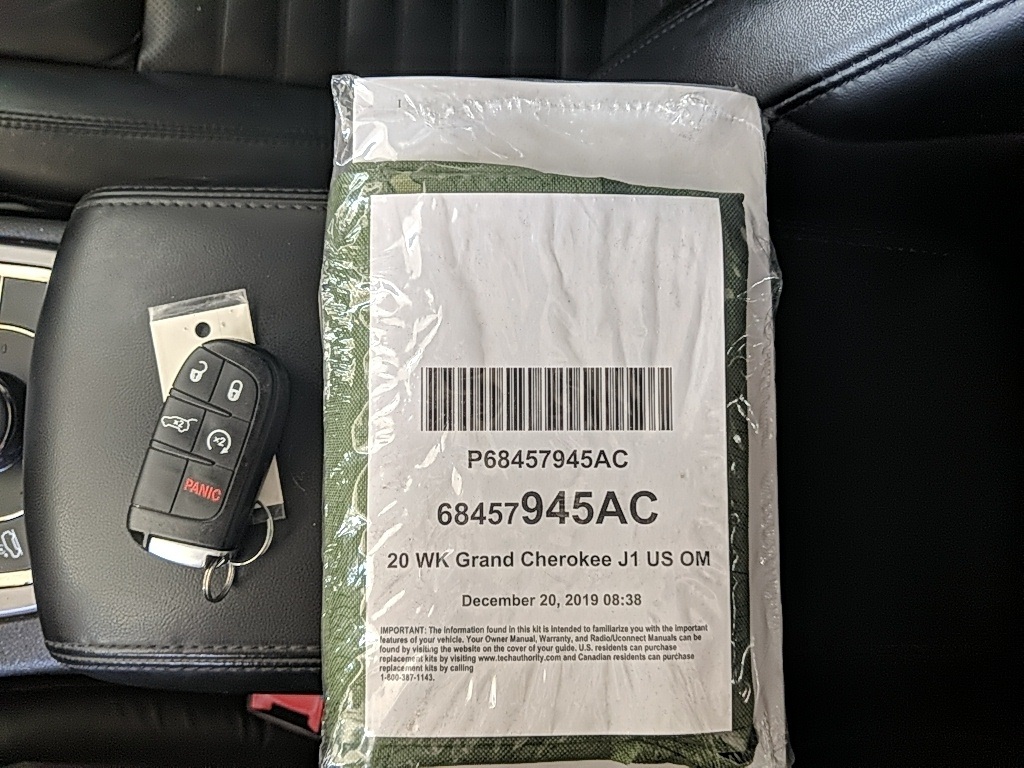 P68457945AC
68457945AC
20 WK Grand Cherokee J1 US OM
December 20, 2019 08:38
IMPORTANT: The information found in this kit is intended to familiarize you with the important
features of your vehicle. Your Owner Manual, Warranty, and Radio/Uconnect Manuals can be
found by visiting the website on the cover of your guide. U.S. residents can purchase
replacement kits by visiting www.techauthority.com and Canadian residents can purchase
replacement kits by calling
1-800-387-1143.
x2
x2
PANIC